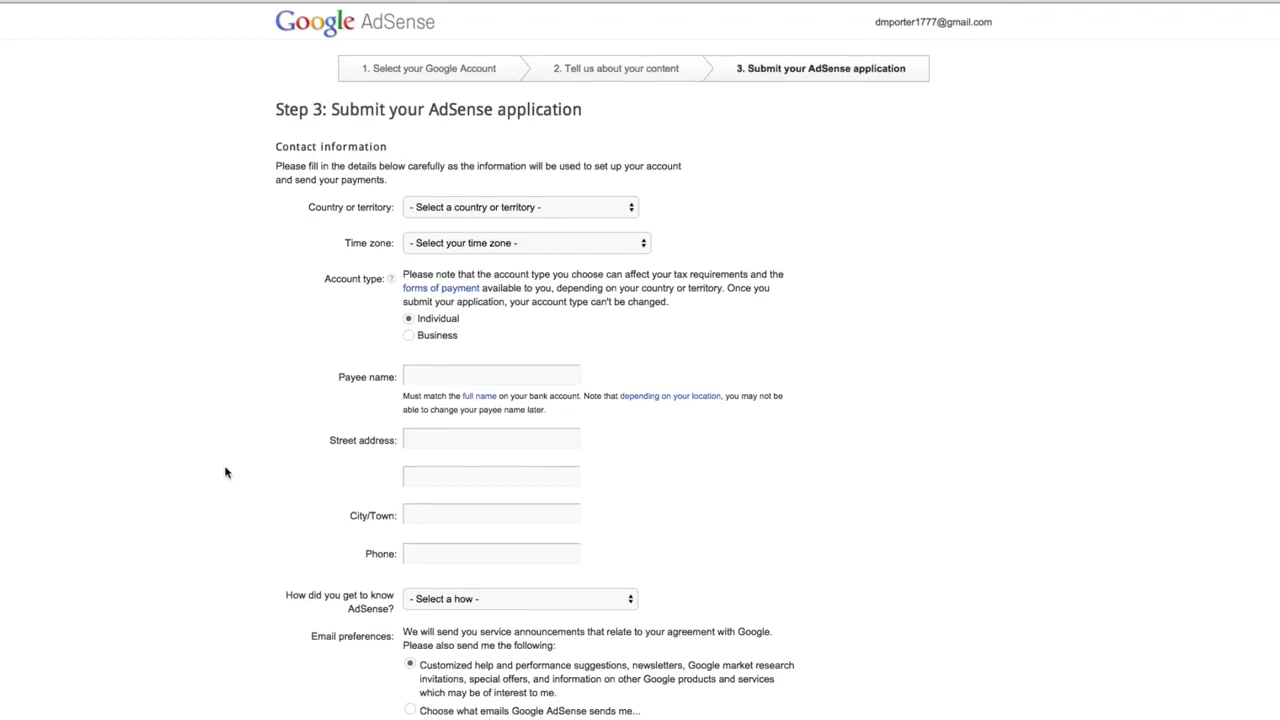 Google AdSense
dmporter1777@gmail.com
1. Select your Google Account
2. Tell us about your content
3. Submit your AdSense application
Step 3: Submit your AdSense application
Contact information
Please fill in the details below carefully as the information will be used to set up your account
and send your payments.
Country or territory: - Select a country or territory -
Time zone: - Select your time zone -
Account type: ? Please note that the account type you choose can affect your tax requirements and the
forms of payment available to you, depending on your country or territory. Once you
submit your application, your account type can't be changed.
Individual
Business
Payee name:
Must match the full name on your bank account. Note that depending on your location, you may not be
able to change your payee name later.
Street address:
City/Town:
Phone:
How did you get to know
AdSense?
- Select a how -
Email preferences: We will send you service announcements that relate to your agreement with Google.
Please also send me the following:
Customized help and performance suggestions, newsletters, Google market research
invitations, special offers, and information on other Google products and services
which may be of interest to me.
Choose what emails Google AdSense sends me...